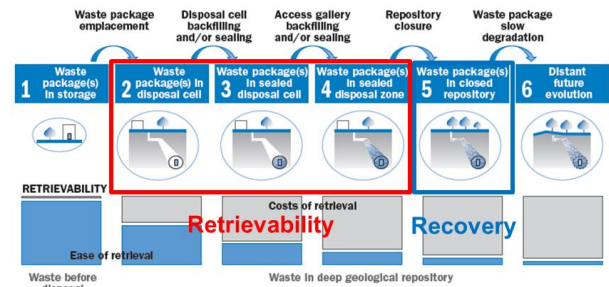 Waste package
emplacement
Disposal cell
backfilling
and/or sealing
Access gallery
backfilling
and/or sealing
Repository
closure
Waste package
slow
degradation
1 Waste
package(s)
in storage
2 Waste
package(s) in
disposal cell
3 Waste
package(s)
in sealed
disposal cell
4 Waste
package(s)
in sealed
disposal zone
5 Waste
package(s)
in closed
repository
6 Distant
future
evolution
RETRIEVABILITY
Costs of retrieval
Retrievability
Recovery
Ease of retrieval
Waste before
disposal
Waste in deep geological repository